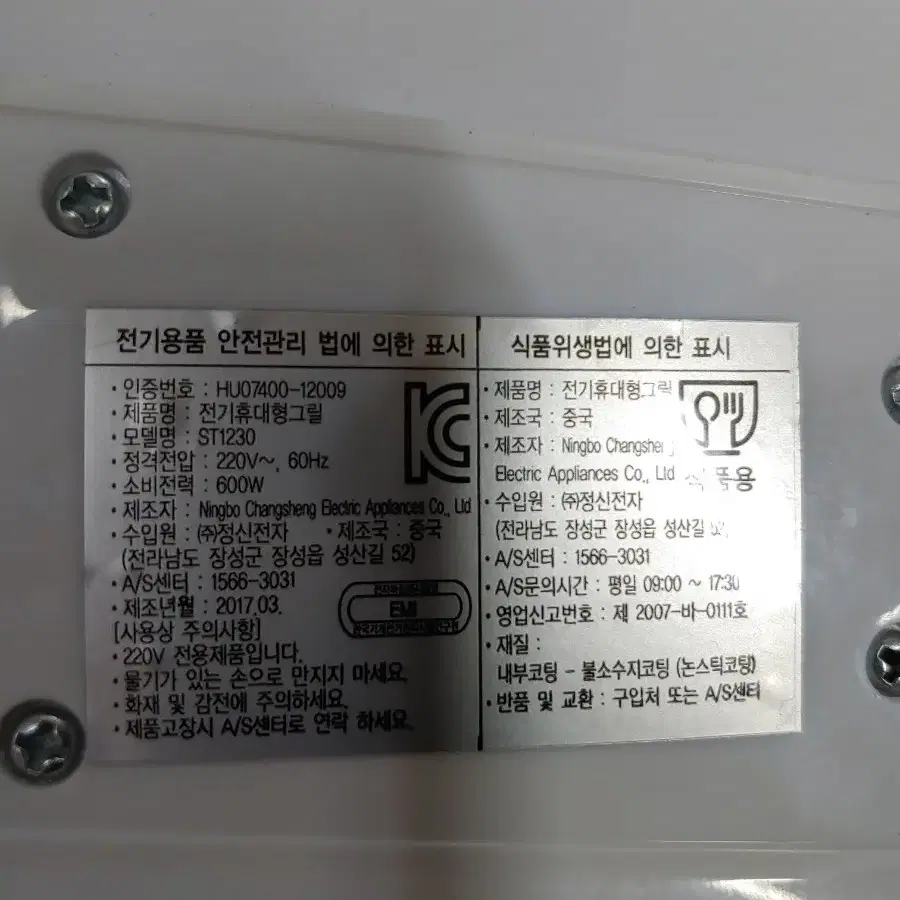 전기용품 안전관리 법에 의한 표시
· 인증번호 : HU07400-12009
· 제품명 : 전기휴대형그릴
· 모델명 : ST1230
· 정격전압 : 220V~, 60Hz
· 소비전력 : 600W
· 제조자 : Ningbo Changsheng Electric Appliances Co., Ltd
· 수입원 : ㈜정신전자 · 제조국 : 중국
(전라남도 장성군 장성읍 성산길 52)
· A/S센터 : 1566-3031
· 제조년월 : 2017.03.
EMI
[사용상 주의사항]
· 220V 전용제품입니다.
· 물기가 있는 손으로 만지지 마세요.
· 화재 및 감전에 주의하세요.
· 제품고장시 A/S센터로 연락 하세요.
식품위생법에 의한 표시
· 제품명 : 전기휴대형그릴
· 제조국 : 중국
· 제조자 : Ningbo Changsheng
Electric Appliances Co., Ltd
식품용
· 수입원 : ㈜정신전자
(전라남도 장성군 장성읍 성산길 52)
· A/S센터 : 1566-3031
· A/S문의시간 : 평일 09:00 ~ 17:30
· 영업신고번호 : 제 2007-바-0111호
· 재질 :
내부코팅 - 불소수지코팅 (논스틱코팅)
· 반품 및 교환 : 구입처 또는 A/S센터